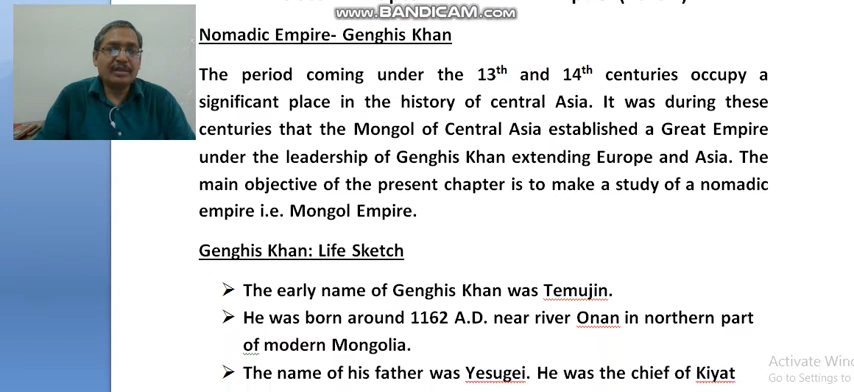 www.BANDICAM.com
Nomadic Empire- Genghis Khan
The period coming under the 13th and 14th centuries occupy a
significant place in the history of central Asia. It was during these
centuries that the Mongol of Central Asia established a Great Empire
under the leadership of Genghis Khan extending Europe and Asia. The
main objective of the present chapter is to make a study of a nomadic
empire i.e. Mongol Empire.
Genghis Khan: Life Sketch
➤ The early name of Genghis Khan was Temujin.
➤ He was born around 1162 A.D. near river Onan in northern part
of modern Mongolia.
➤ The name of his father was Yesugei. He was the chief of Kiyat
Activate Wind
Go to Settings to